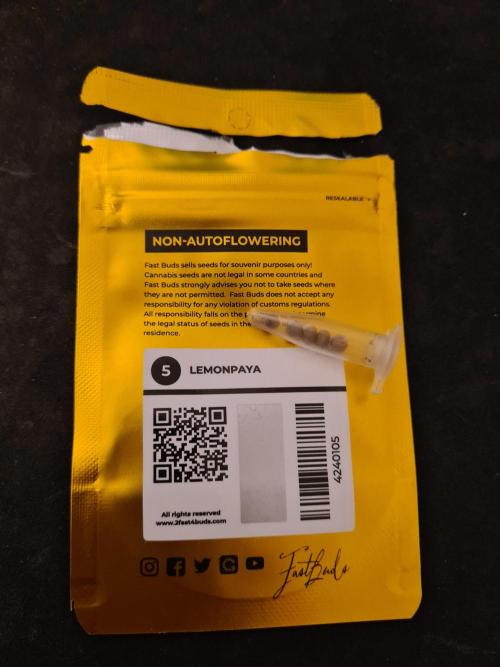 RESEALABLE
NON-AUTOFLOWERING
Fast Buds sells seeds for souvenir purposes only!
Cannabis seeds are not legal in some countries and
Fast Buds strongly advises you not to take seeds where
they are not permitted. Fast Buds does not accept any
responsibility for any violation of customs regulations.
All responsibility falls on the
the legal status of seeds in the
residence.
5 LEMONPAYA
4240105
All rights reserved
www.2fast4buds.com
FastBuds